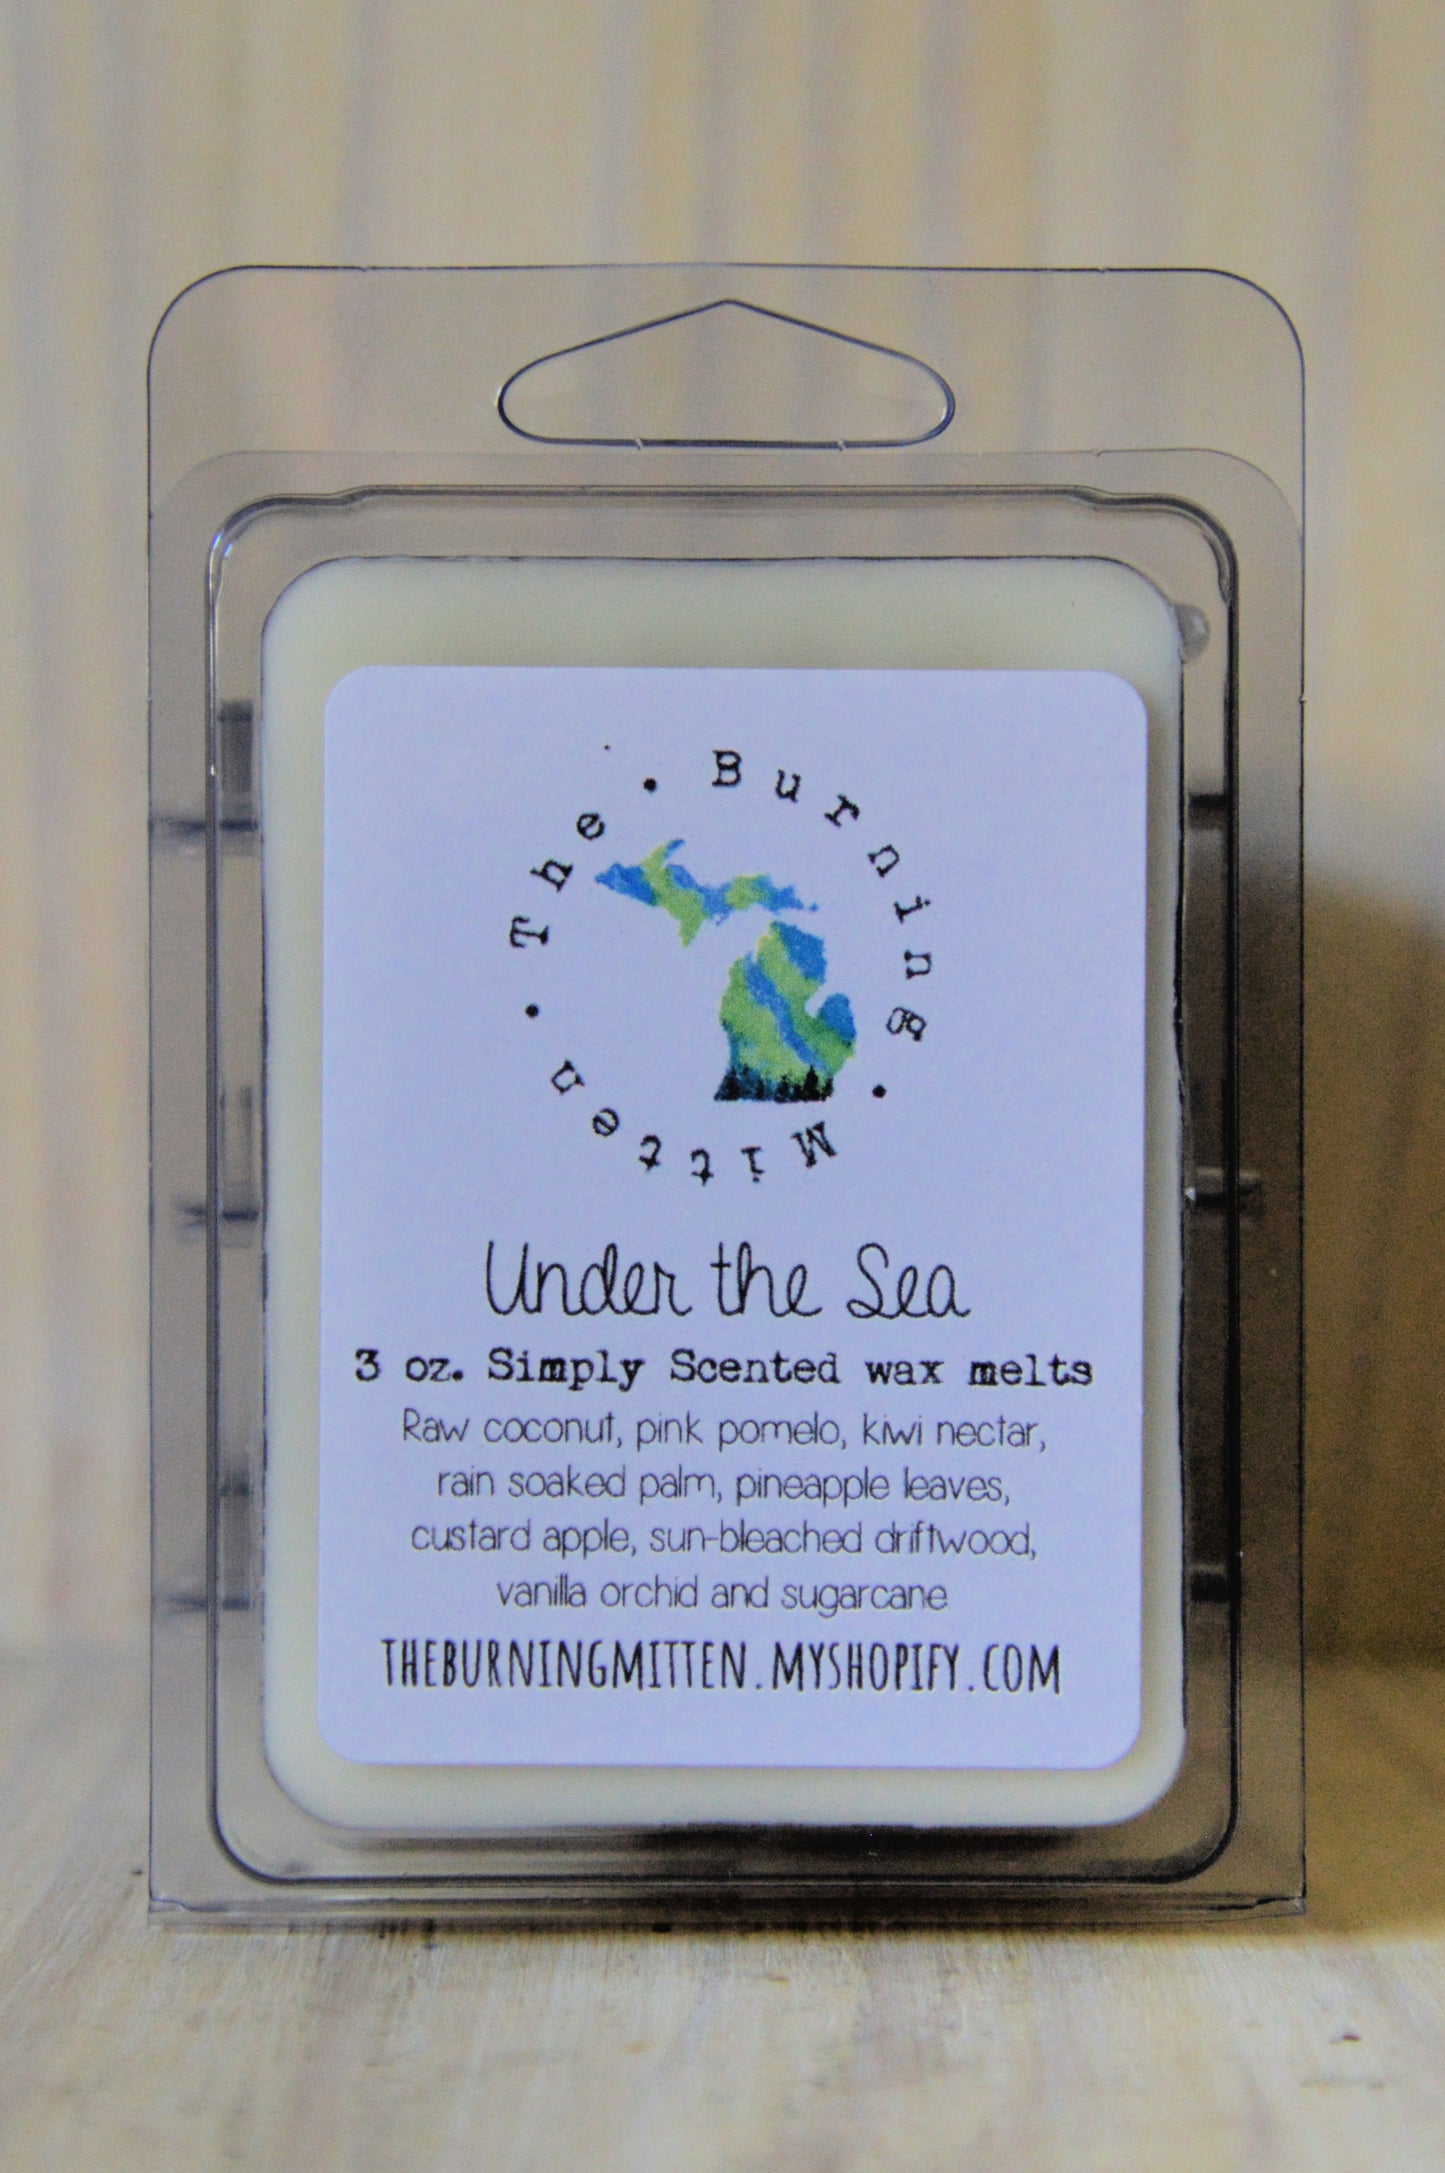 • The • Burning • Mitten
Under the Sea
3 oz. Simply Scented wax melts
Raw coconut, pink pomelo, kiwi nectar,
rain soaked palm, pineapple leaves,
custard apple, sun-bleached driftwood,
vanilla orchid and sugarcane
THEBURNINGMITTEN.MYSHOPIFY.COM